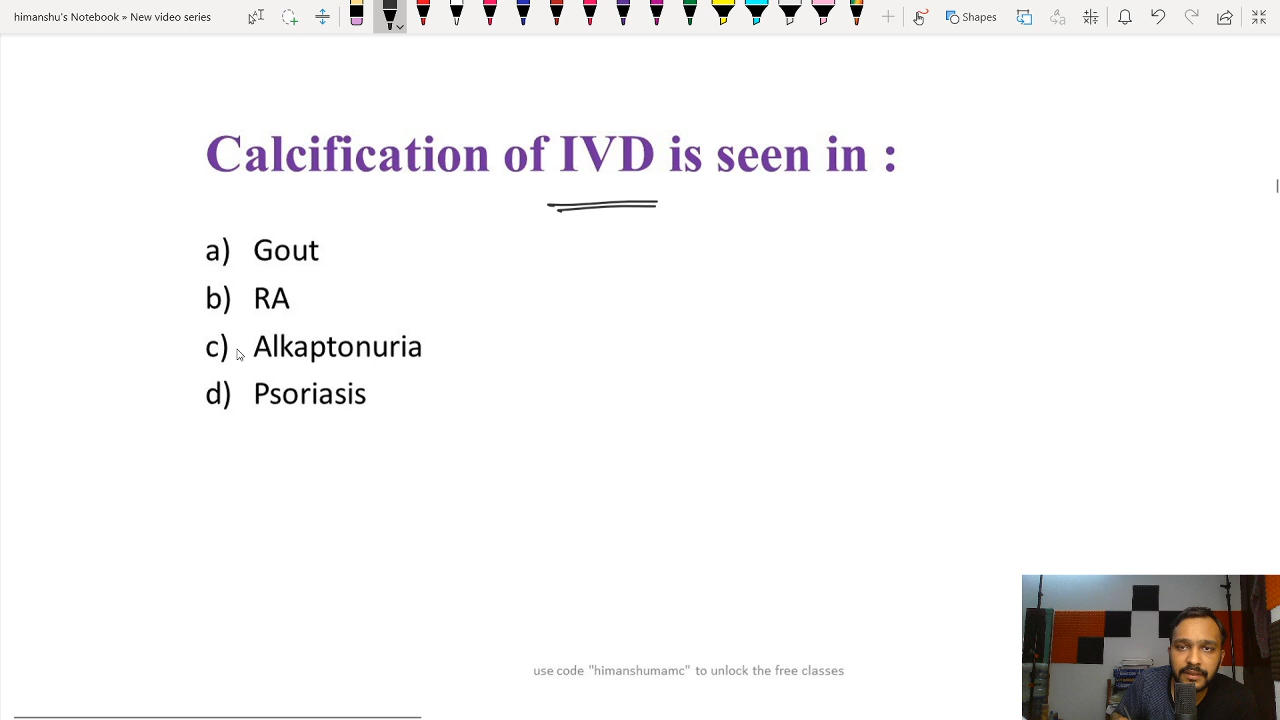 himanshu's Notebook » New video series
Shapes
Calcification of IVD is seen in :
a) Gout
b) RA
c) Alkaptonuria
d) Psoriasis
use code "himanshumamc" to unlock the free classes